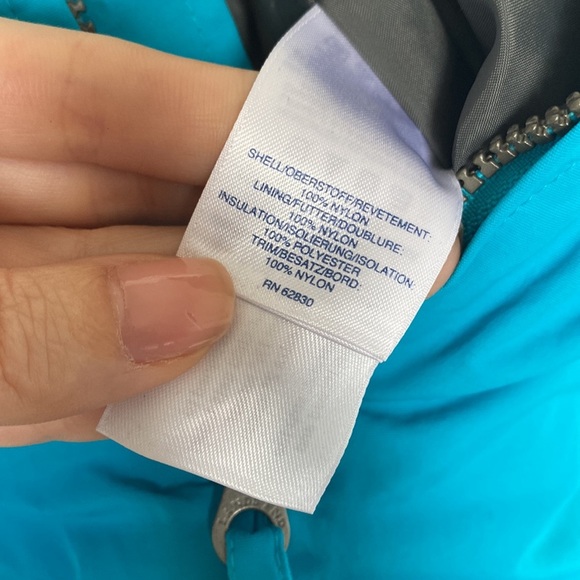 SHELL/OBERSTOFF/REVETEMENT:
100% NYLON
LINING/FUTTER/DOUBLURE:
100% NYLON
INSULATION/ISOLIERUNG/ISOLATION:
100% POLYESTER
TRIM/BESATZ/BORD:
100% NYLON
RN 62830